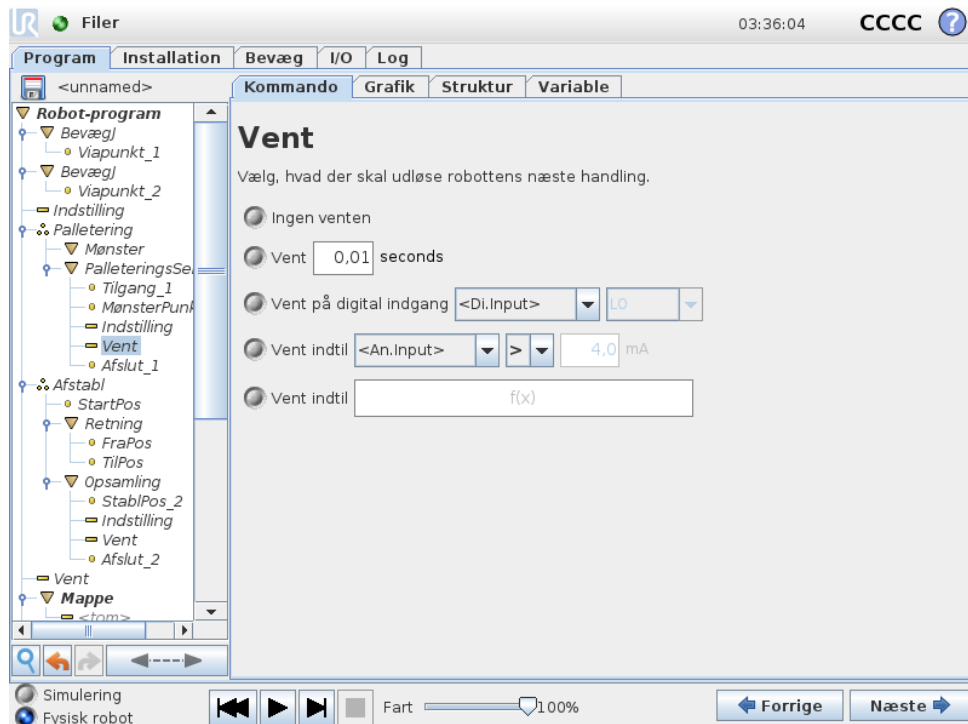 UR Filer 03:36:04 CCCC ?
Program Installation Bevæg I/O Log
<unnamed> Kommando Grafik Struktur Variable
Robot-program
BevægJ
Viapunkt_1
BevægJ
Viapunkt_2
Indstilling
Palletering
Mønster
PalleteringsSe
Tilgang_1
MønsterPunk
Indstilling
Vent
Afslut_1
Afstabl
StartPos
Retning
FraPos
TilPos
Opsamling
StablPos_2
Indstilling
Vent
Afslut_2
Vent
Mappe
<tom>
Vent
Vælg, hvad der skal udløse robottens næste handling.
Ingen venten
Vent 0,01 seconds
Vent på digital indgang <Di.Input> LO
Vent indtil <An.Input> > 4,0 mA
Vent indtil f(x)
Simulering
Fysisk robot
Fart 100% Forrige Næste